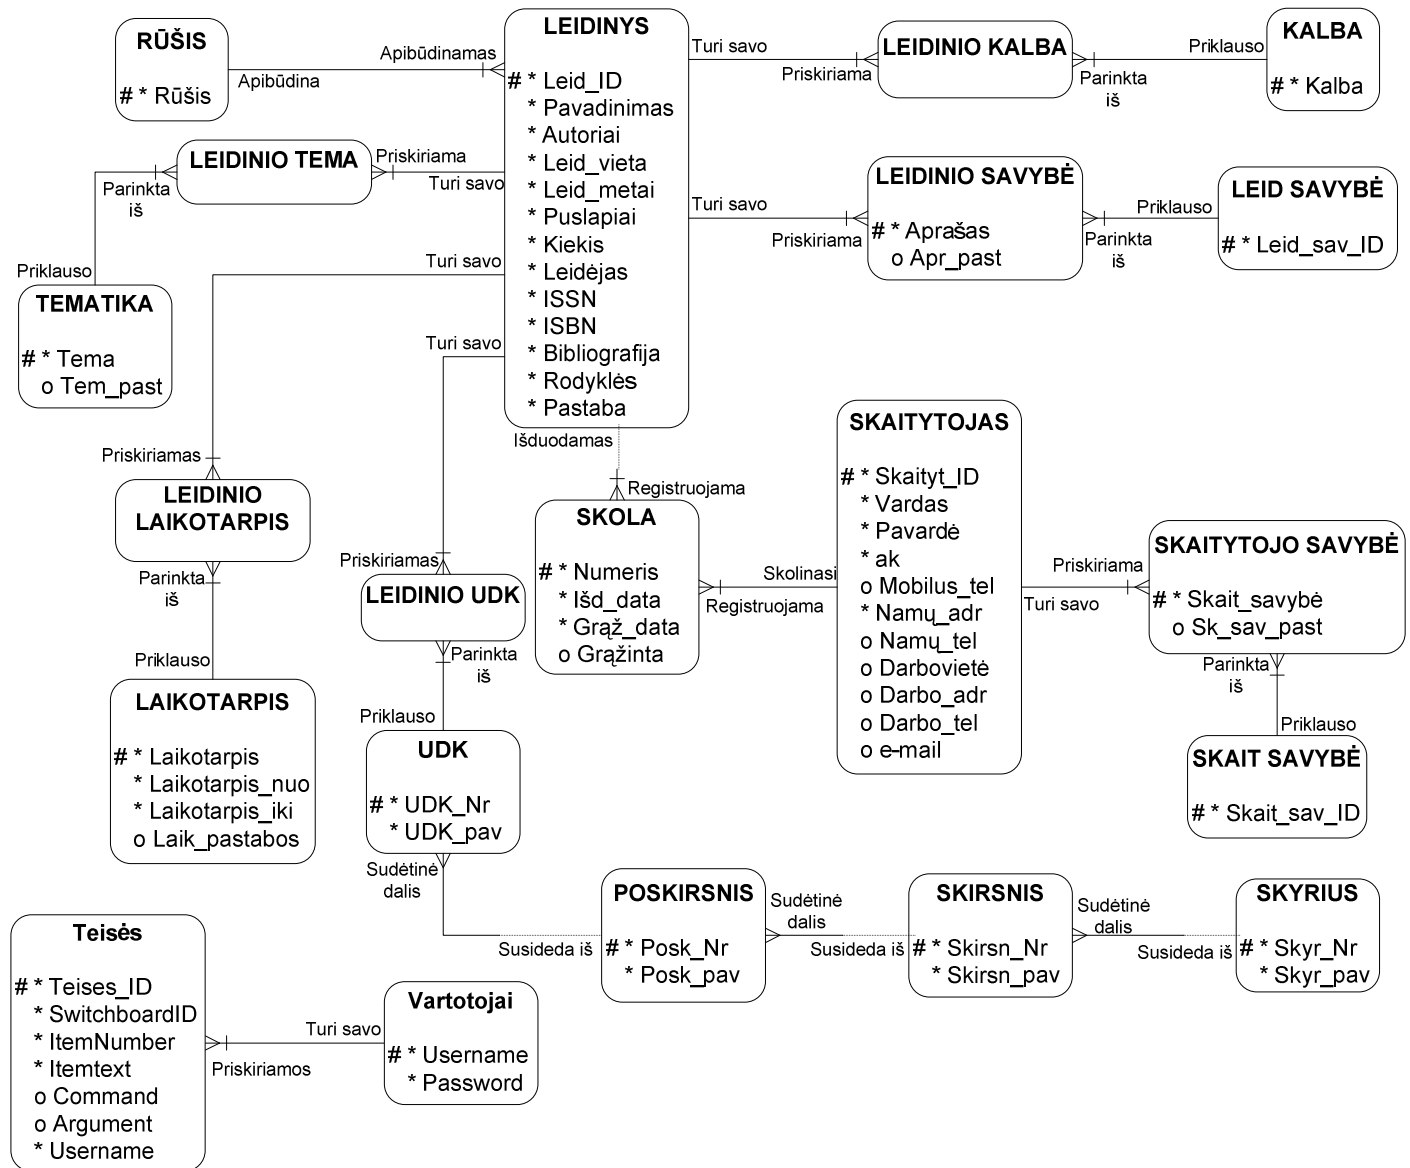 RŪŠIS
# * Rūšis
Apibūdinamas
Apibūdina
LEIDINYS
# * Leid_ID
* Pavadinimas
* Autoriai
* Leid_vieta
* Leid_metai
* Puslapiai
* Kiekis
* Leidėjas
* ISSN
* ISBN
* Bibliografija
* Rodyklės
* Pastaba
Turi savo
Priskiriama
LEIDINIO KALBA
Priklauso
Parinkta
iš
KALBA
# * Kalba
LEIDINIO TEMA
Priskiriama
Turi savo
Parinkta
iš
Priklauso
TEMATIKA
# * Tema
o Tem_past
Turi savo
Priskiriama
LEIDINIO SAVYBĖ
# * Aprašas
o Apr_past
Priklauso
Parinkta
iš
LEID SAVYBĖ
# * Leid_sav_ID
Turi savo
Priskiriamas
LEIDINIO
LAIKOTARPIS
Parinkta
iš
Priklauso
LAIKOTARPIS
# * Laikotarpis
* Laikotarpis_nuo
* Laikotarpis_iki
o Laik_pastabos
Turi savo
Priskiriamas
LEIDINIO UDK
Parinkta
iš
Priklauso
UDK
# * UDK_Nr
* UDK_pav
Išduodamas
Registruojama
SKOLA
# * Numeris
* Išd_data
* Grąž_data
o Grąžinta
Skolinasi
Registruojama
SKAITYTOJAS
# * Skaityt_ID
* Vardas
* Pavardė
* ak
o Mobilus_tel
* Namų_adr
o Namų_tel
o Darbovietė
o Darbo_adr
o Darbo_tel
o e-mail
Priskiriama
Turi savo
SKAITYTOJO SAVYBĖ
# * Skait_savybė
o Sk_sav_past
Parinkta
iš
Priklauso
SKAIT SAVYBĖ
# * Skait_sav_ID
Sudėtinė
dalis
Susideda iš
POSKIRSNIS
# * Posk_Nr
* Posk_pav
Sudėtinė
dalis
Susideda iš
SKIRSNIS
# * Skirsn_Nr
* Skirsn_pav
Sudėtinė
dalis
Susideda iš
SKYRIUS
# * Skyr_Nr
* Skyr_pav
Teisės
# * Teises_ID
* SwitchboardID
* ItemNumber
* Itemtext
o Command
o Argument
* Username
Turi savo
Priskiriamos
Vartotojai
# * Username
* Password